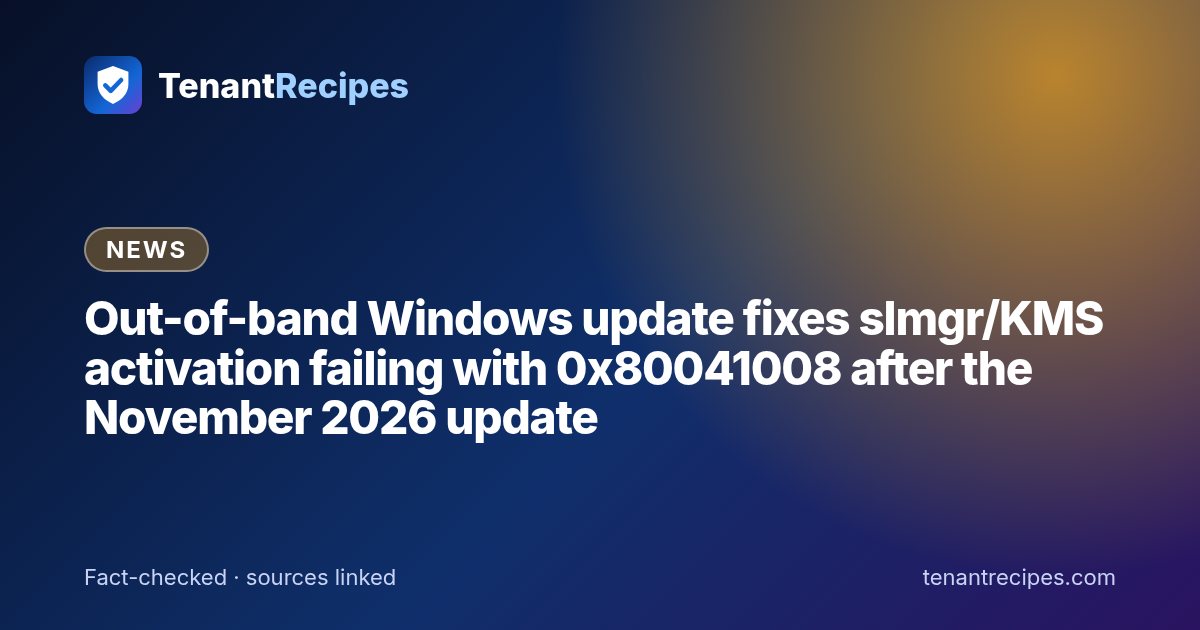 TenantRecipes
NEWS
Out-of-band Windows update fixes slmgr/KMS
activation failing with 0x80041008 after the
November 2026 update
Fact-checked · sources linked
tenantrecipes.com